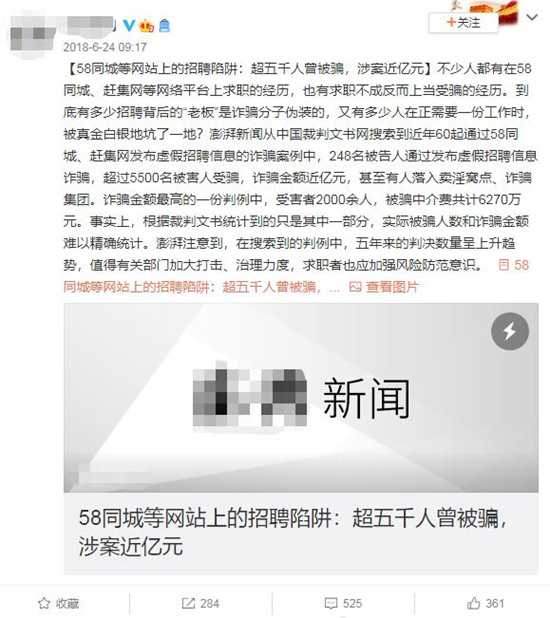 +关注
2018-6-24 09:17
【58同城等网站上的招聘陷阱：超五千人曾被骗，涉案近亿元】不少人都有在58
同城、赶集网等网络平台上求职的经历，也有求职不成反而上当受骗的经历。到
底有多少招聘背后的“老板”是诈骗分子伪装的，又有多少人在正需要一份工作时，
被真金白银地坑了一地？澎湃新闻从中国裁判文书网搜索到近年60起通过58同
城、赶集网发布虚假招聘信息的诈骗案例中，248名被告人通过发布虚假招聘信息
诈骗，超过5500名被害人受骗，诈骗金额近亿元，甚至有人落入卖淫窝点、诈骗
集团。诈骗金额最高的一份判例中，受害者2000余人，被骗中介费共计6270万
元。事实上，根据裁判文书统计到的只是其中一部分，实际被骗人数和诈骗金额
难以精确统计。澎湃注意到，在搜索到的判例中，五年来的判决数量呈上升趋
势，值得有关部门加大打击、治理力度，求职者也应加强风险防范意识。 58
同城等网站上的招聘陷阱：超五千人曾被骗，... 查看图片
新闻
58同城等网站上的招聘陷阱：超五千人曾被骗，
涉案近亿元
收藏 284 525 361